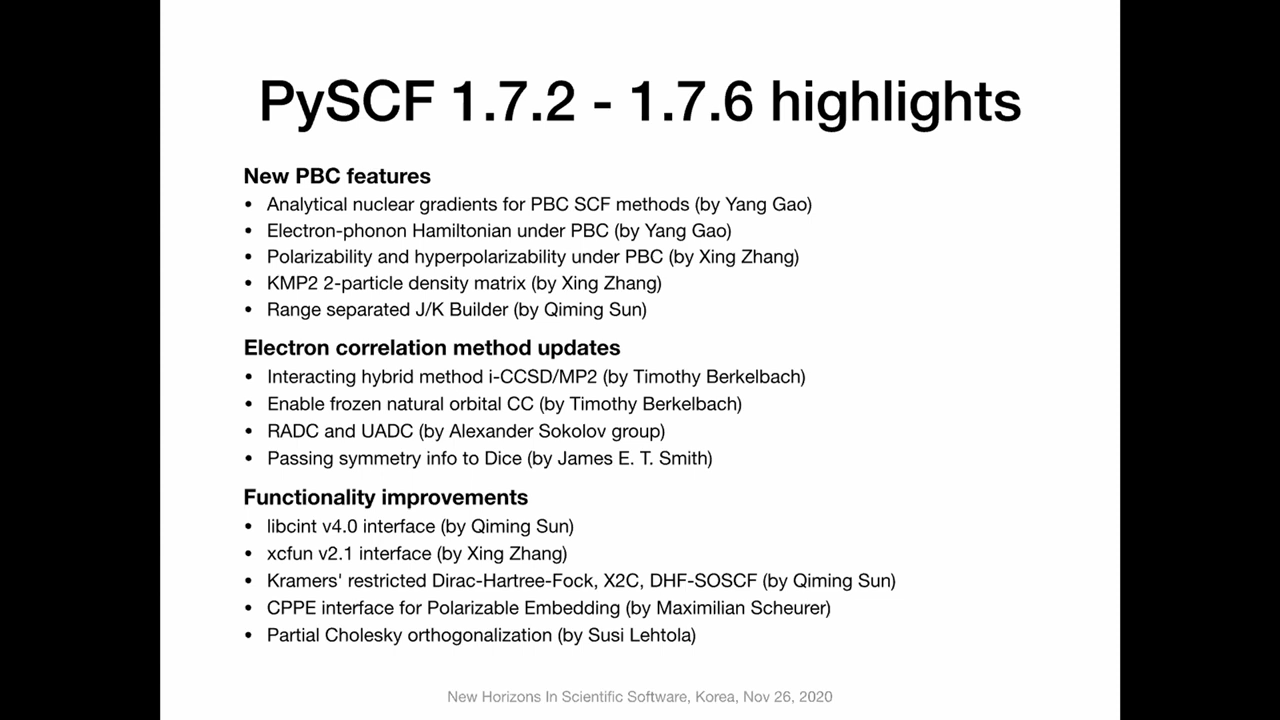 PySCF 1.7.2 - 1.7.6 highlights
New PBC features
• Analytical nuclear gradients for PBC SCF methods (by Yang Gao)
• Electron-phonon Hamiltonian under PBC (by Yang Gao)
• Polarizability and hyperpolarizability under PBC (by Xing Zhang)
• KMP2 2-particle density matrix (by Xing Zhang)
• Range separated J/K Builder (by Qiming Sun)
Electron correlation method updates
• Interacting hybrid method i-CCSD/MP2 (by Timothy Berkelbach)
• Enable frozen natural orbital CC (by Timothy Berkelbach)
• RADC and UADC (by Alexander Sokolov group)
• Passing symmetry info to Dice (by James E. T. Smith)
Functionality improvements
• libcint v4.0 interface (by Qiming Sun)
• xcfun v2.1 interface (by Xing Zhang)
• Kramers' restricted Dirac-Hartree-Fock, X2C, DHF-SOSCF (by Qiming Sun)
• CPPE interface for Polarizable Embedding (by Maximilian Scheurer)
• Partial Cholesky orthogonalization (by Susi Lehtola)
New Horizons In Scientific Software, Korea, Nov 26, 2020